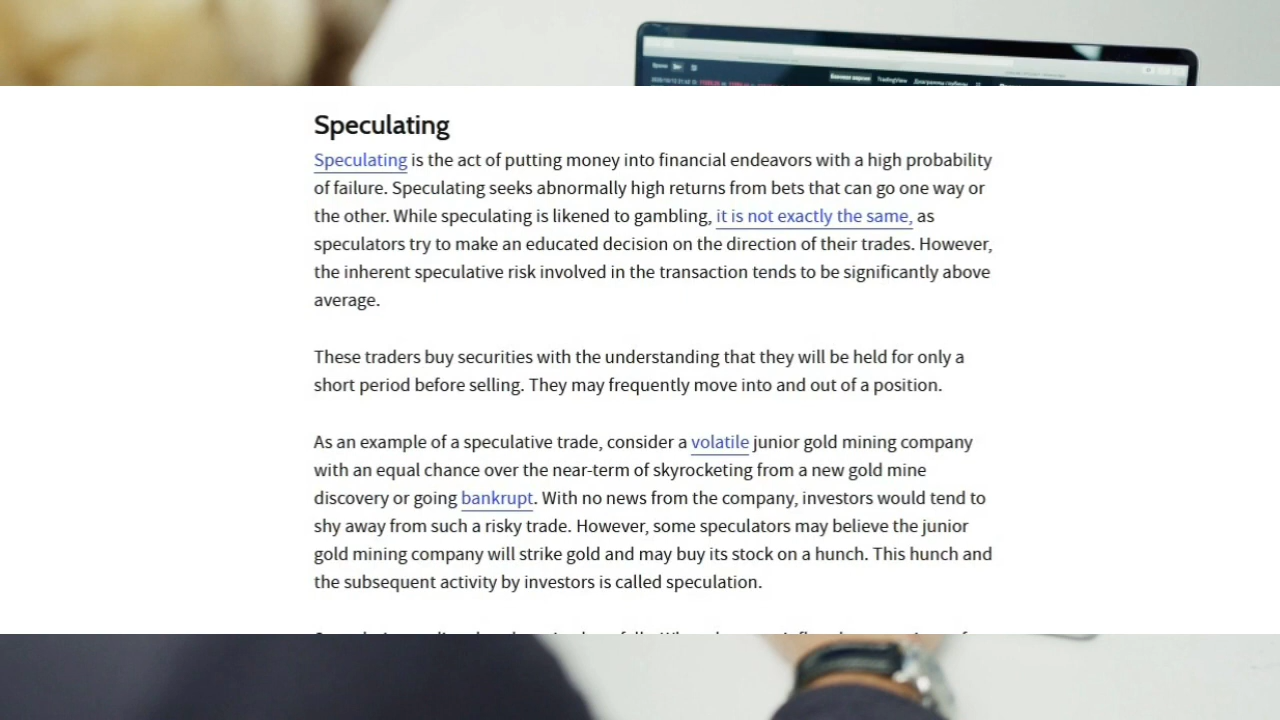 TradingView
Speculating
Speculating is the act of putting money into financial endeavors with a high probability
of failure. Speculating seeks abnormally high returns from bets that can go one way or
the other. While speculating is likened to gambling, it is not exactly the same, as
speculators try to make an educated decision on the direction of their trades. However,
the inherent speculative risk involved in the transaction tends to be significantly above
average.
These traders buy securities with the understanding that they will be held for only a
short period before selling. They may frequently move into and out of a position.
As an example of a speculative trade, consider a volatile junior gold mining company
with an equal chance over the near-term of skyrocketing from a new gold mine
discovery or going bankrupt. With no news from the company, investors would tend to
shy away from such a risky trade. However, some speculators may believe the junior
gold mining company will strike gold and may buy its stock on a hunch. This hunch and
the subsequent activity by investors is called speculation.